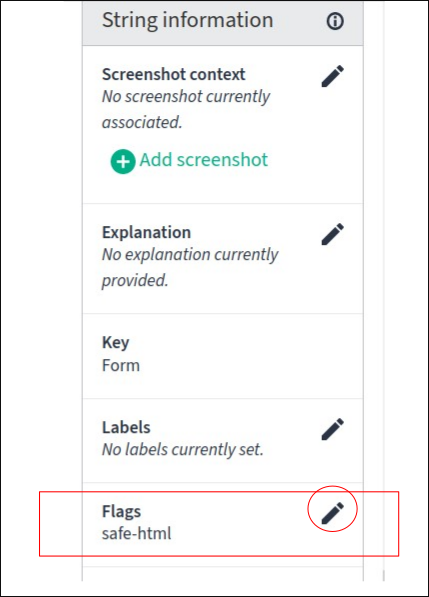 String information
Screenshot context
No screenshot currently
associated.
Add screenshot
Explanation
No explanation currently
provided.
Key
Form
Labels
No labels currently set.
Flags
safe-html